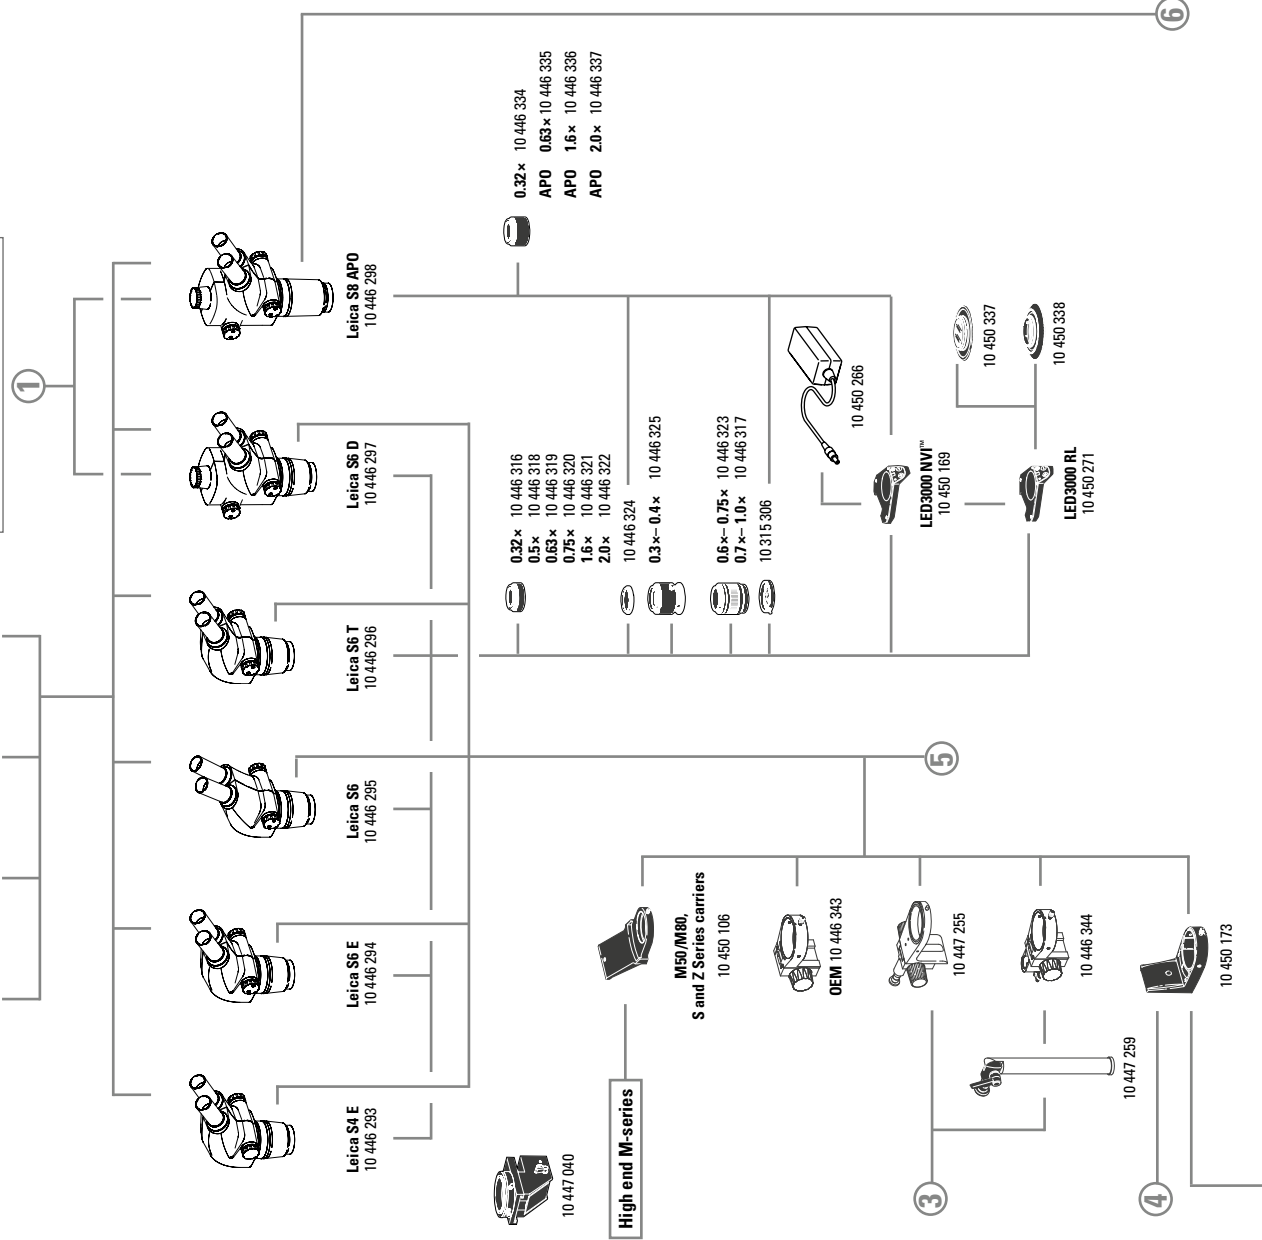 1
6
Leica S4 E
10 446 293
Leica S6 E
10 446 294
Leica S6
10 446 295
Leica S6 T
10 446 296
Leica S6 D
10 446 297
Leica S8 APO
10 446 298
0.32× 10 446 334
APO 0.63× 10 446 335
APO 1.6× 10 446 336
APO 2.0× 10 446 337
0.32× 10 446 316
0.5× 10 446 318
0.63× 10 446 319
0.75× 10 446 320
1.6× 10 446 321
2.0× 10 446 322
10 446 324
0.3×– 0.4× 10 446 325
0.6×– 0.75× 10 446 323
0.7×– 1.0× 10 446 317
10 315 306
10 450 266
LED3000 NVI™
10 450 169
10 450 337
10 450 338
LED3000 RL
10 450 271
5
10 447 040
High end M-series
M50/M80,
S and Z Series carriers
10 450 106
OEM 10 446 343
10 447 255
10 446 344
10 447 259
10 450 173
3
4